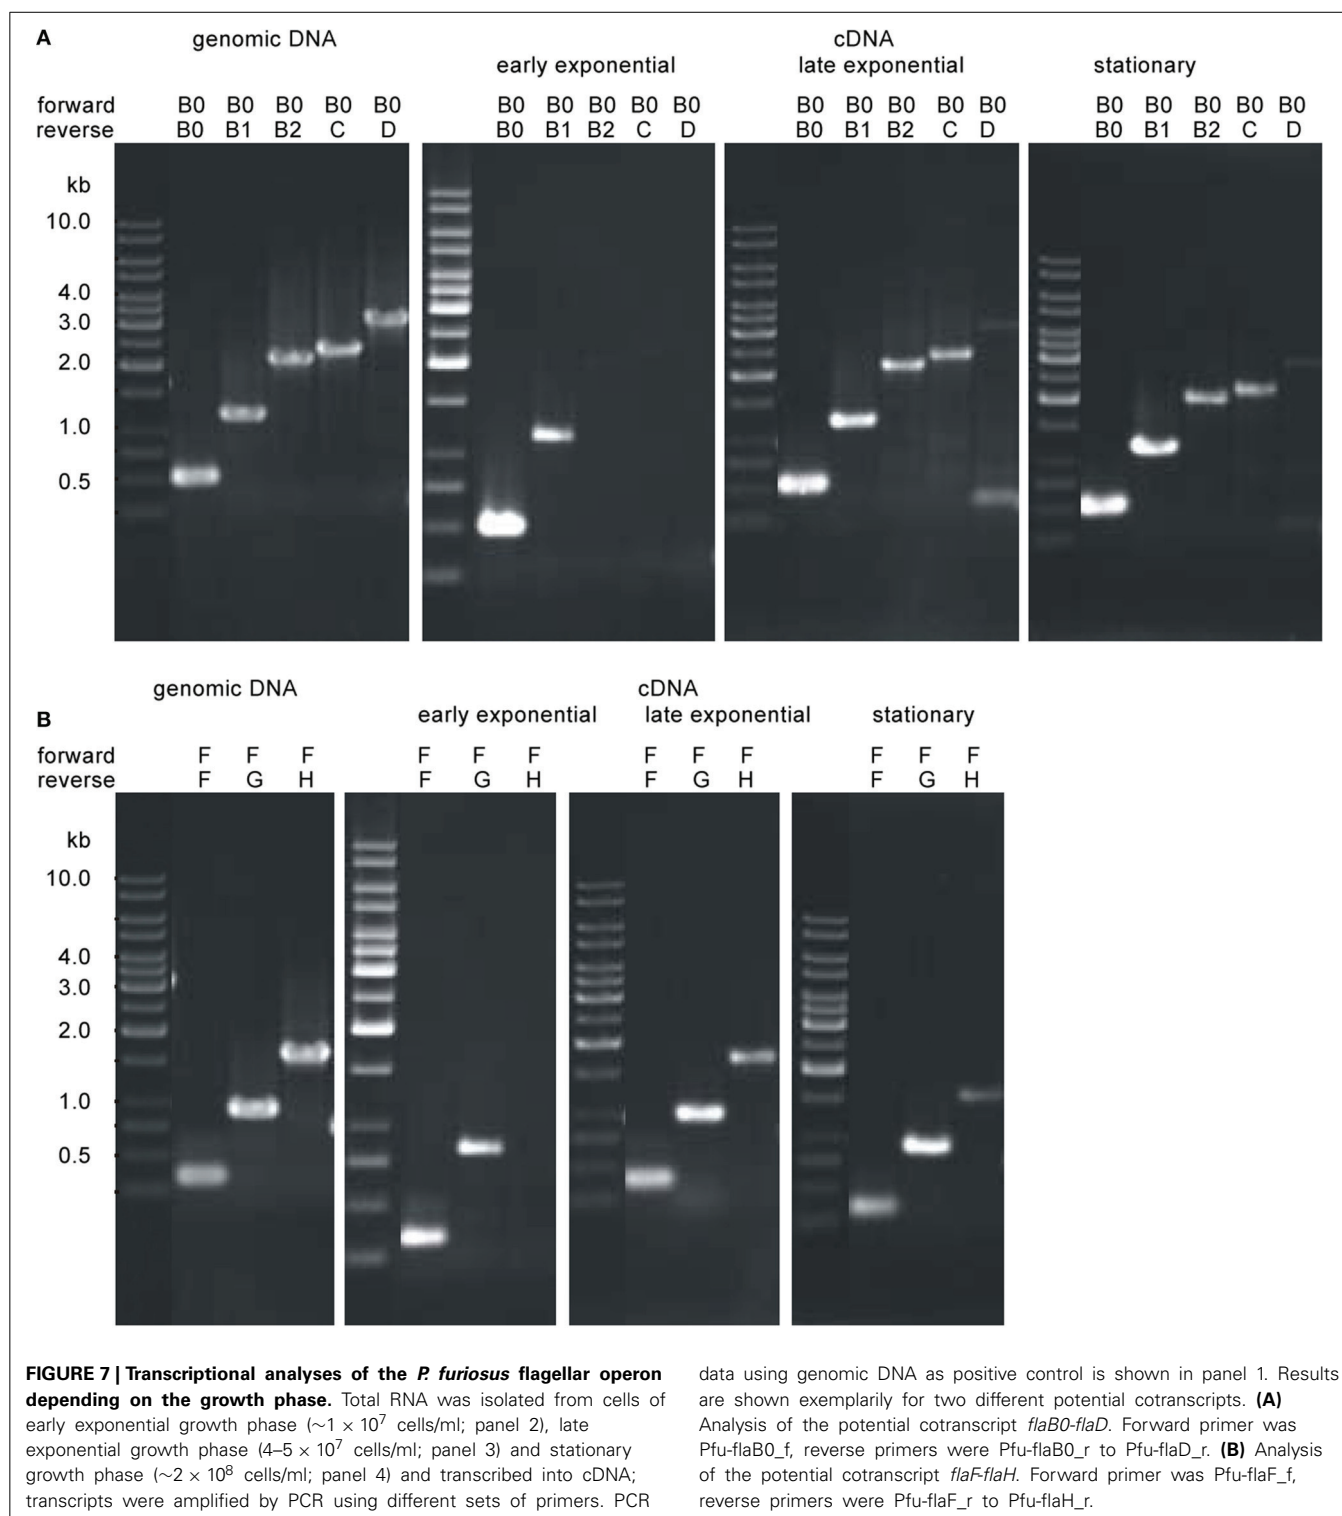 A
genomic DNA
cDNA
early exponential
late exponential
stationary
forward B0 B0 B0 B0 B0 B0 B0 B0 B0 B0 B0 B0 B0 B0 B0 B0 B0 B0 B0 B0
reverse B0 B1 B2 C D B0 B1 B2 C D B0 B1 B2 C D B0 B1 B2 C D
kb
10.0
4.0
3.0
2.0
1.0
0.5
genomic DNA
cDNA
B
early exponential
late exponential
stationary
forward F F F F F F F F F F F F
reverse F G H F G H F G H F G H
kb
10.0
4.0
3.0
2.0
1.0
0.5
FIGURE 7 | Transcriptional analyses of the P. furiosus flagellar operon
depending on the growth phase. Total RNA was isolated from cells of
early exponential growth phase (~1 × 10⁷ cells/ml; panel 2), late
exponential growth phase (4–5 × 10⁷ cells/ml; panel 3) and stationary
growth phase (~2 × 10⁸ cells/ml; panel 4) and transcribed into cDNA;
transcripts were amplified by PCR using different sets of primers. PCR
data using genomic DNA as positive control is shown in panel 1. Results
are shown exemplarily for two different potential cotranscripts. (A)
Analysis of the potential cotranscript flaB0-flaD. Forward primer was
Pfu-flaB0_f, reverse primers were Pfu-flaB0_r to Pfu-flaD_r. (B) Analysis
of the potential cotranscript flaF-flaH. Forward primer was Pfu-flaF_f,
reverse primers were Pfu-flaF_r to Pfu-flaH_r.